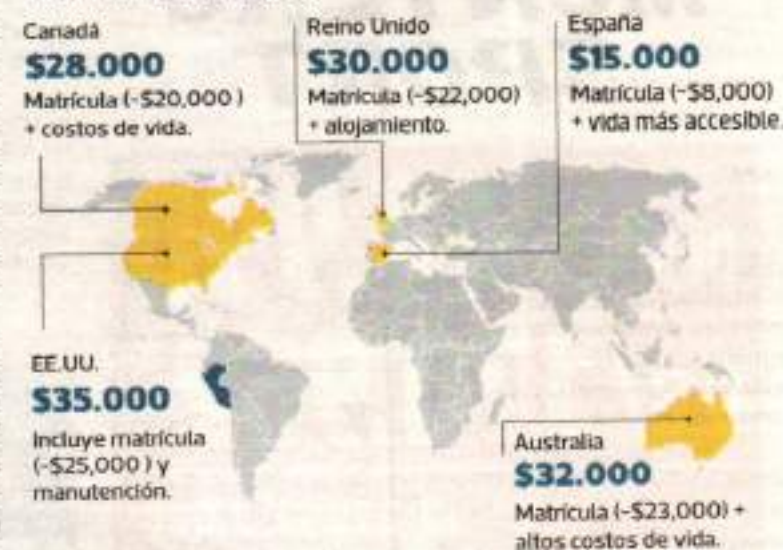 Canadá
$28.000
Matrícula (-$20,000 )
+ costos de vida.
Reino Unido
$30.000
Matrícula (-$22,000)
+ alojamiento.
España
$15.000
Matrícula (-$8,000)
+ vida más accesible.
EE.UU.
$35.000
Incluye matrícula
(-$25,000 ) y
manutención.
Australia
$32.000
Matrícula (-$23,000) +
altos costos de vida.